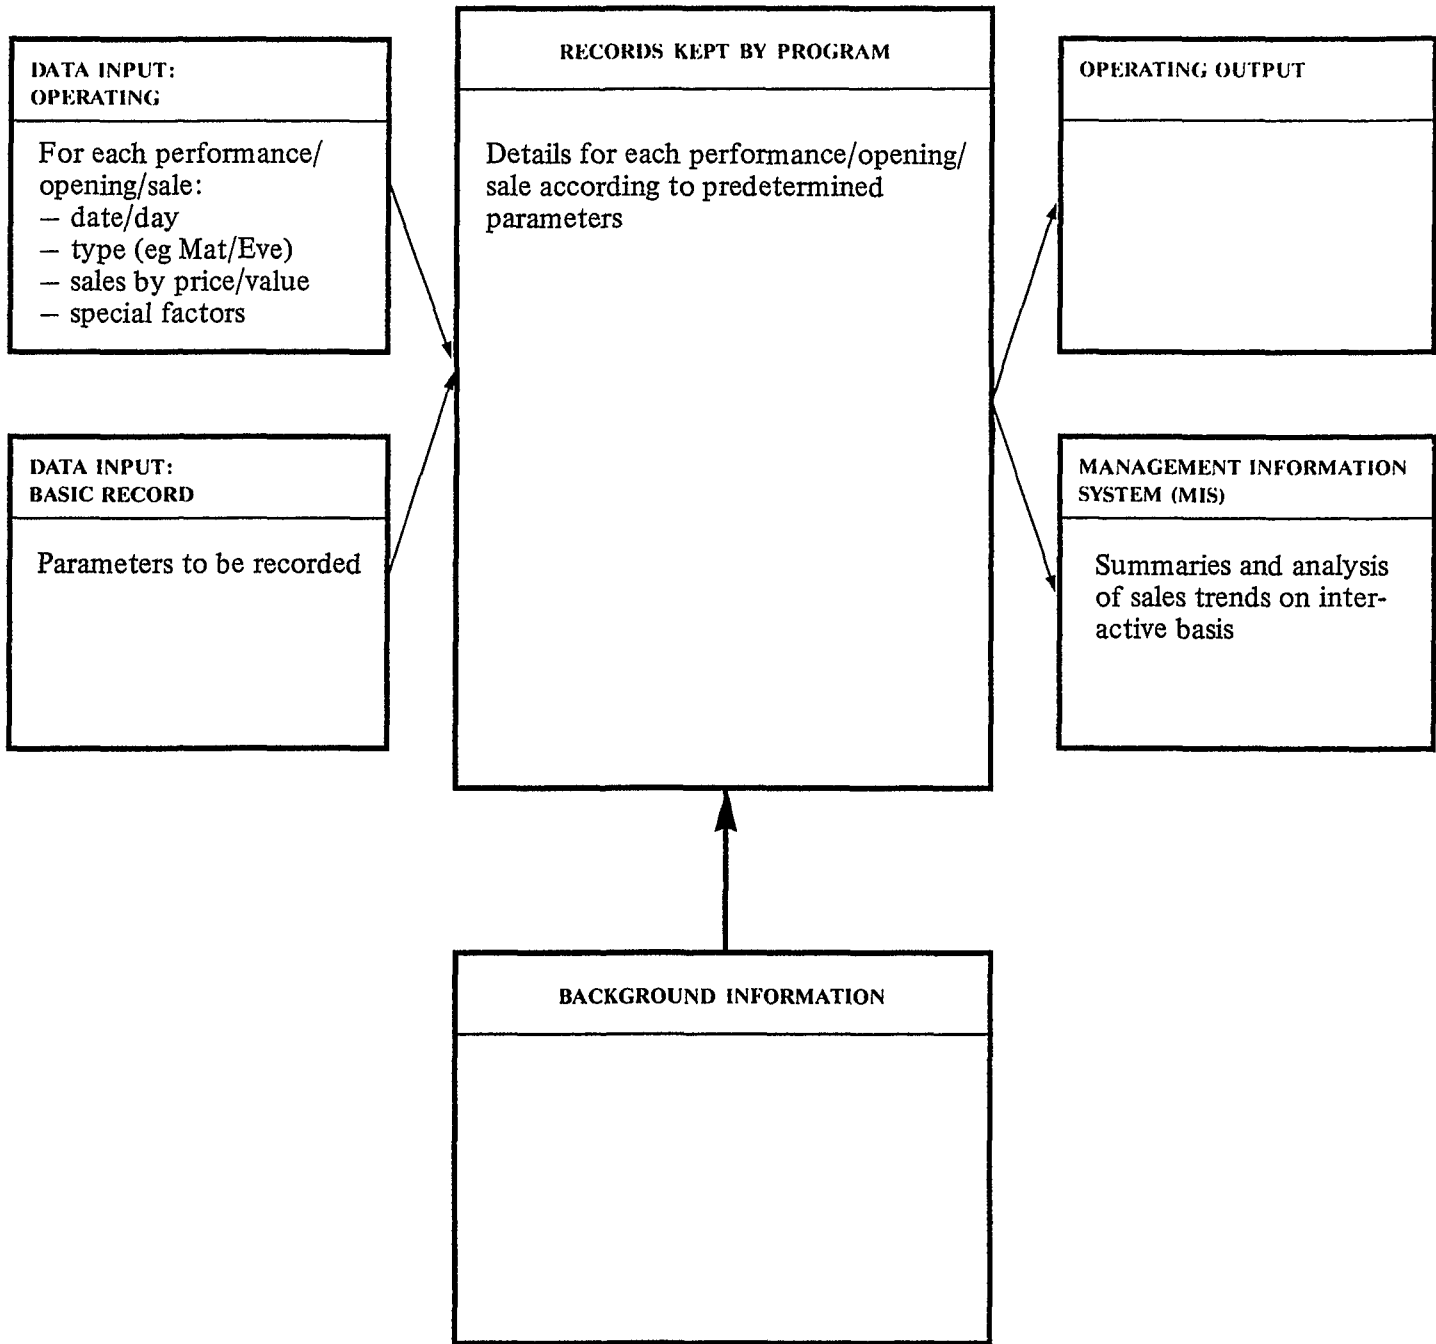 DATA INPUT:
OPERATING
For each performance/
opening/sale:
— date/day
— type (eg Mat/Eve)
— sales by price/value
— special factors
DATA INPUT:
BASIC RECORD
Parameters to be recorded
RECORDS KEPT BY PROGRAM
Details for each performance/opening/
sale according to predetermined
parameters
OPERATING OUTPUT
MANAGEMENT INFORMATION
SYSTEM (MIS)
Summaries and analysis
of sales trends on inter-
active basis
BACKGROUND INFORMATION